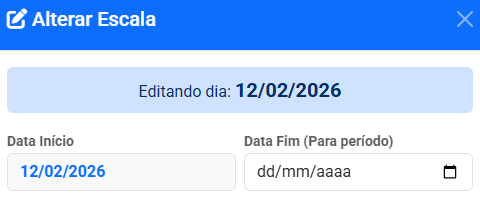 Alterar Escala
Editando dia: 12/02/2026
Data Início Data Fim (Para período)
12/02/2026 dd/mm/aaaa